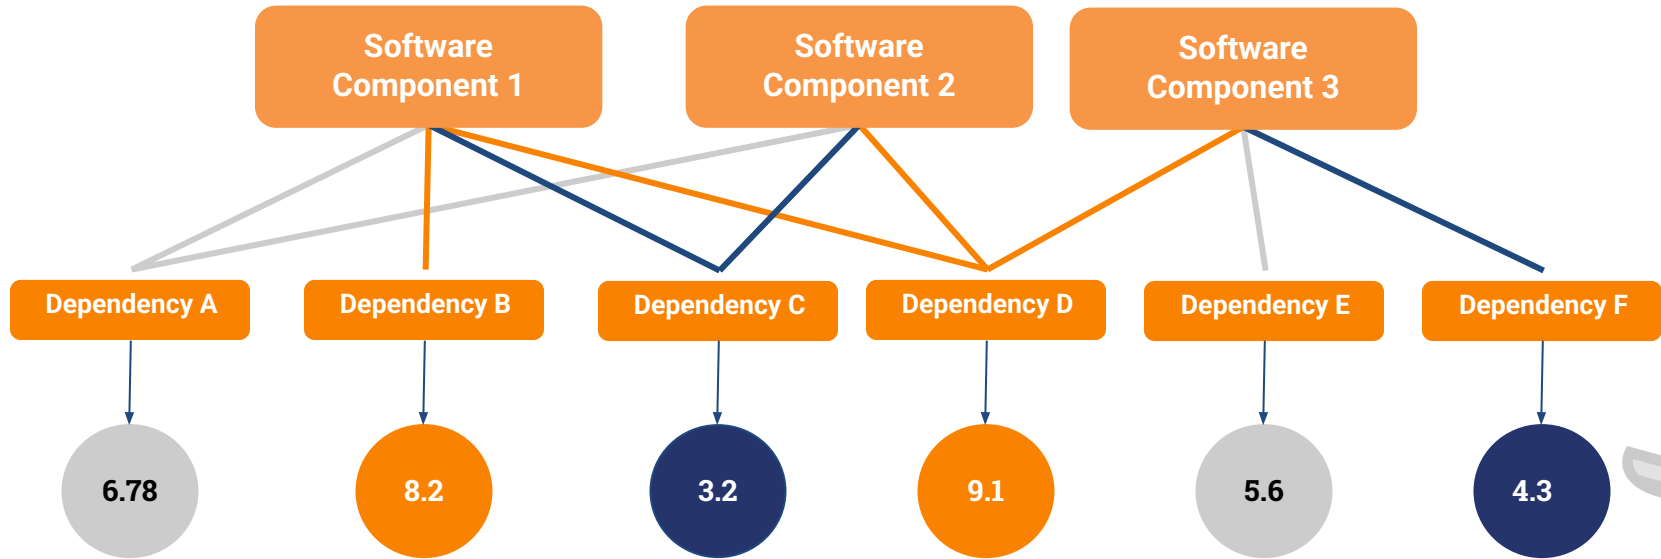 Software
Component 1
Software
Component 2
Software
Component 3
Dependency A
Dependency B
Dependency C
Dependency D
Dependency E
Dependency F
6.78
8.2
3.2
9.1
5.6
4.3